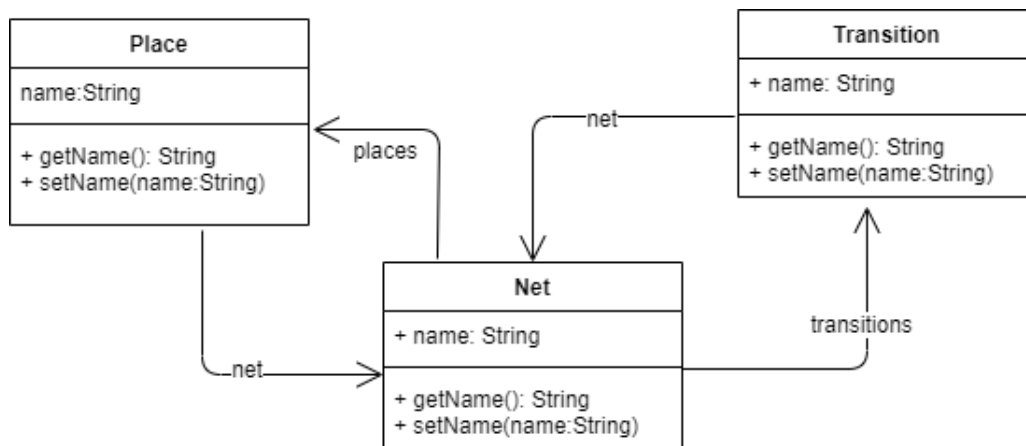 Place
name:String
+ getName(): String
+ setName(name:String)
Transition
+ name: String
+ getName(): String
+ setName(name:String)
net
places
Net
+ name: String
+ getName(): String
+ setName(name:String)
net
transitions